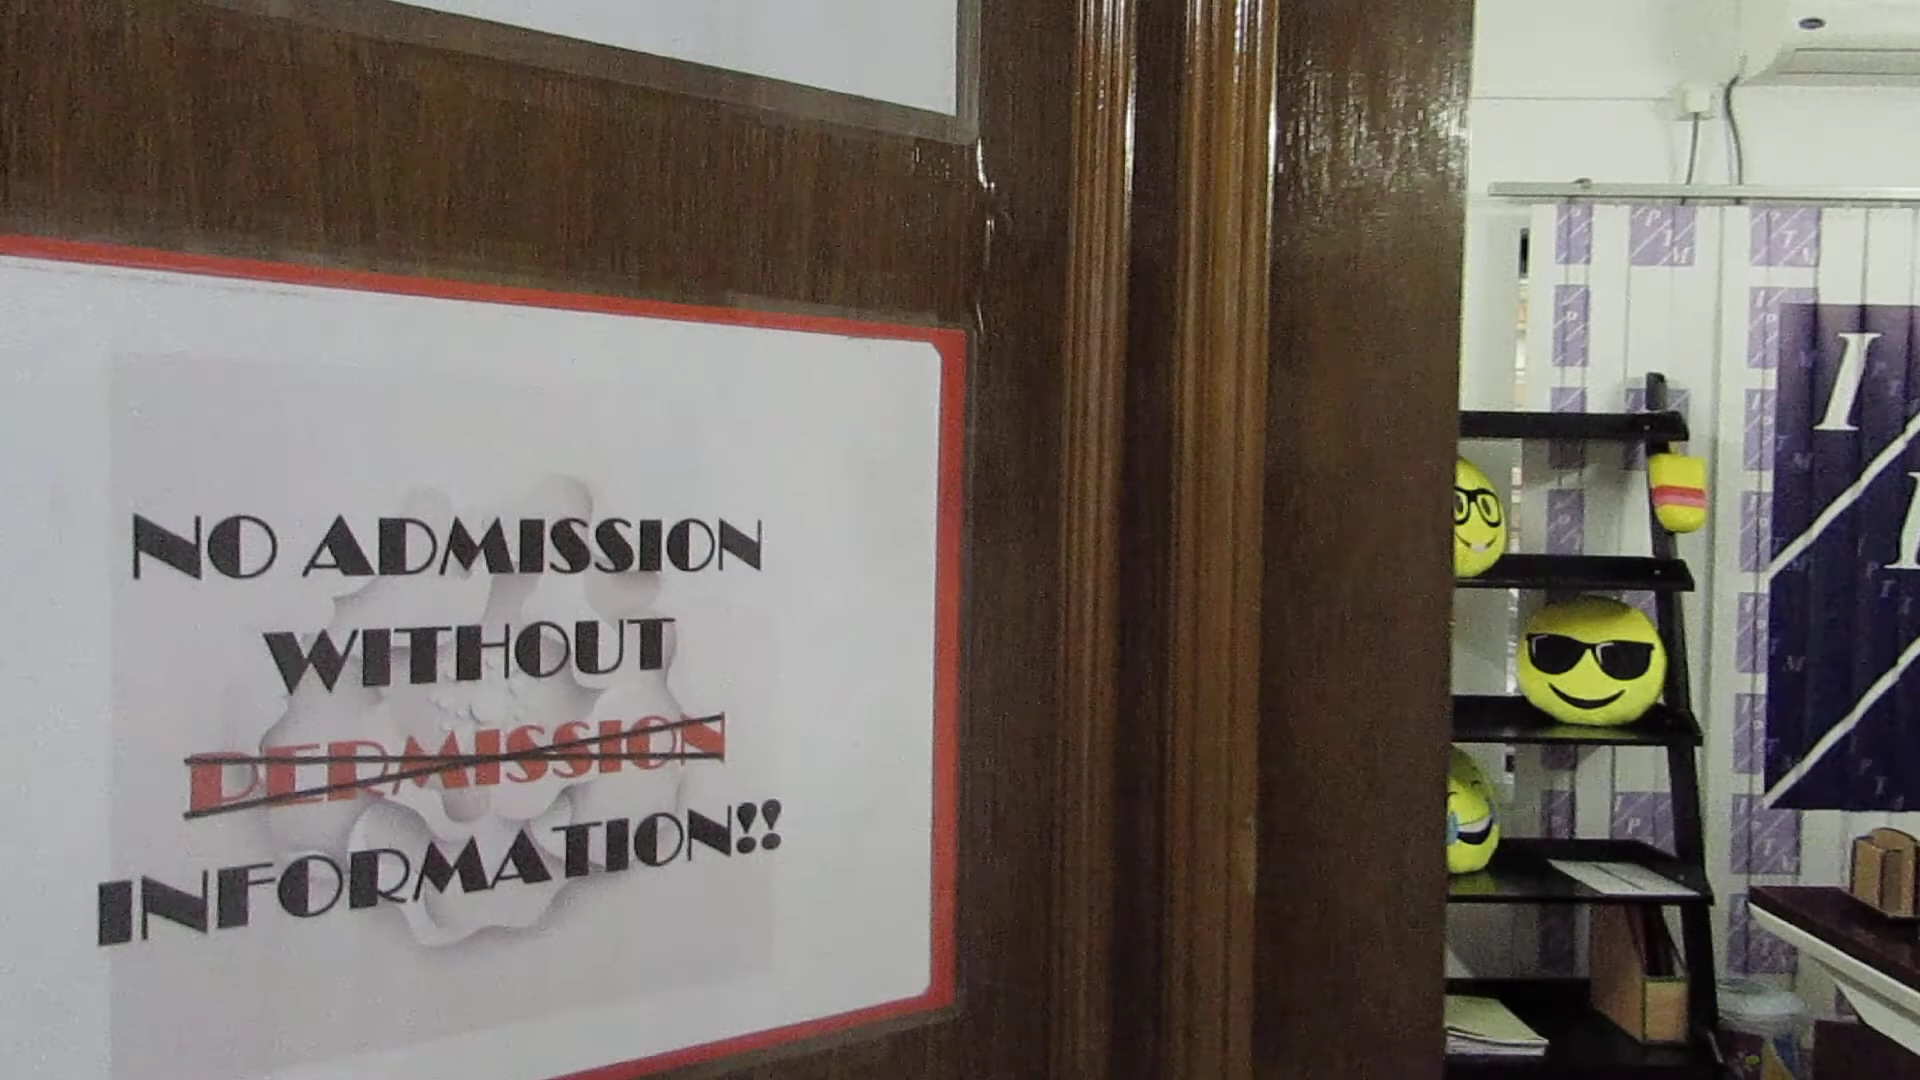 NO ADMISSION
WITHOUT
PERMISSION
INFORMATION!!
I
P
T
M